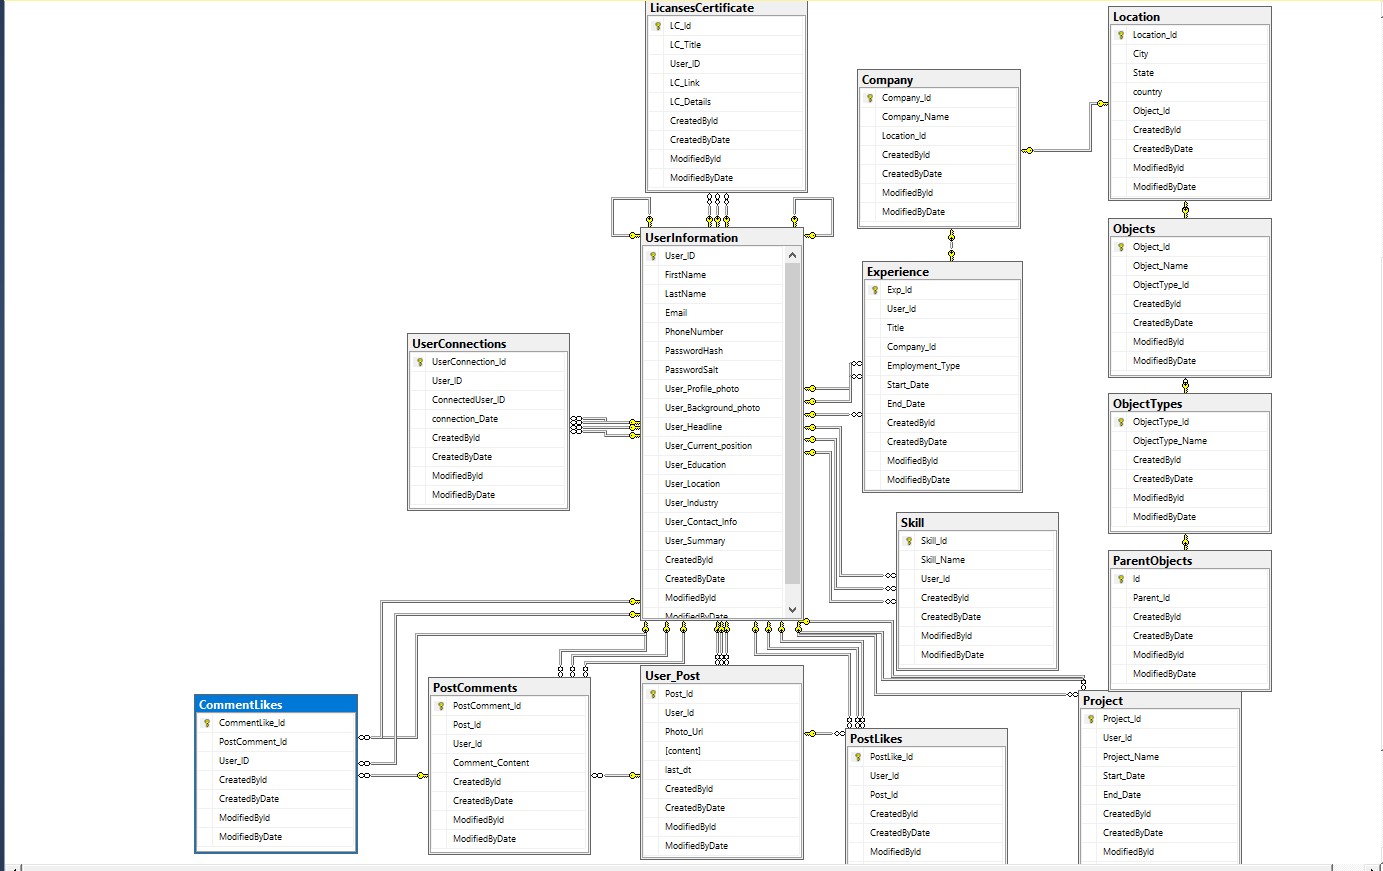 LicansesCertificate
LC_Id
LC_Title
User_ID
LC_Link
LC_Details
CreatedById
CreatedByDate
ModifiedById
ModifiedByDate
Company
Company_Id
Company_Name
Location_Id
CreatedById
CreatedByDate
ModifiedById
ModifiedByDate
Location
Location_Id
City
State
country
Object_Id
CreatedById
CreatedByDate
ModifiedById
ModifiedByDate
UserInformation
User_ID
FirstName
LastName
Email
PhoneNumber
PasswordHash
PasswordSalt
User_Profile_photo
User_Background_photo
User_Headline
User_Current_position
User_Education
User_Location
User_Industry
User_Contact_Info
User_Summary
CreatedById
CreatedByDate
ModifiedById
ModifiedByDate
Experience
Exp_Id
User_Id
Title
Company_Id
Employment_Type
Start_Date
End_Date
CreatedById
CreatedByDate
ModifiedById
ModifiedByDate
Objects
Object_Id
Object_Name
ObjectType_Id
CreatedById
CreatedByDate
ModifiedById
ModifiedByDate
UserConnections
UserConnection_Id
User_ID
ConnectedUser_ID
connection_Date
CreatedById
CreatedByDate
ModifiedById
ModifiedByDate
ObjectTypes
ObjectType_Id
ObjectType_Name
CreatedById
CreatedByDate
ModifiedById
ModifiedByDate
Skill
Skill_Id
Skill_Name
User_Id
CreatedById
CreatedByDate
ModifiedById
ModifiedByDate
ParentObjects
Id
Parent_Id
CreatedById
CreatedByDate
ModifiedById
ModifiedByDate
CommentLikes
CommentLike_Id
PostComment_Id
User_ID
CreatedById
CreatedByDate
ModifiedById
ModifiedByDate
PostComments
PostComment_Id
Post_Id
User_Id
Comment_Content
CreatedById
CreatedByDate
ModifiedById
ModifiedByDate
User_Post
Post_Id
User_Id
Photo_Url
[content]
last_dt
CreatedById
CreatedByDate
ModifiedById
ModifiedByDate
PostLikes
PostLike_Id
User_Id
Post_Id
CreatedById
CreatedByDate
ModifiedById
Project
Project_Id
User_Id
Project_Name
Start_Date
End_Date
CreatedById
CreatedByDate
ModifiedById